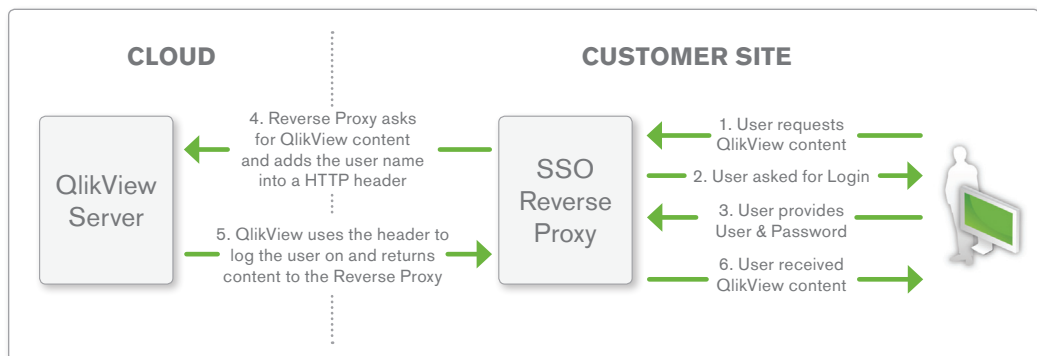 CLOUD
CUSTOMER SITE
QlikView
Server
4. Reverse Proxy asks
for QlikView content
and adds the user name
into a HTTP header
5. QlikView uses the header to
log the user on and returns
content to the Reverse Proxy
SSO
Reverse
Proxy
1. User requests
QlikView content
2. User asked for Login
3. User provides
User & Password
6. User received
QlikView content